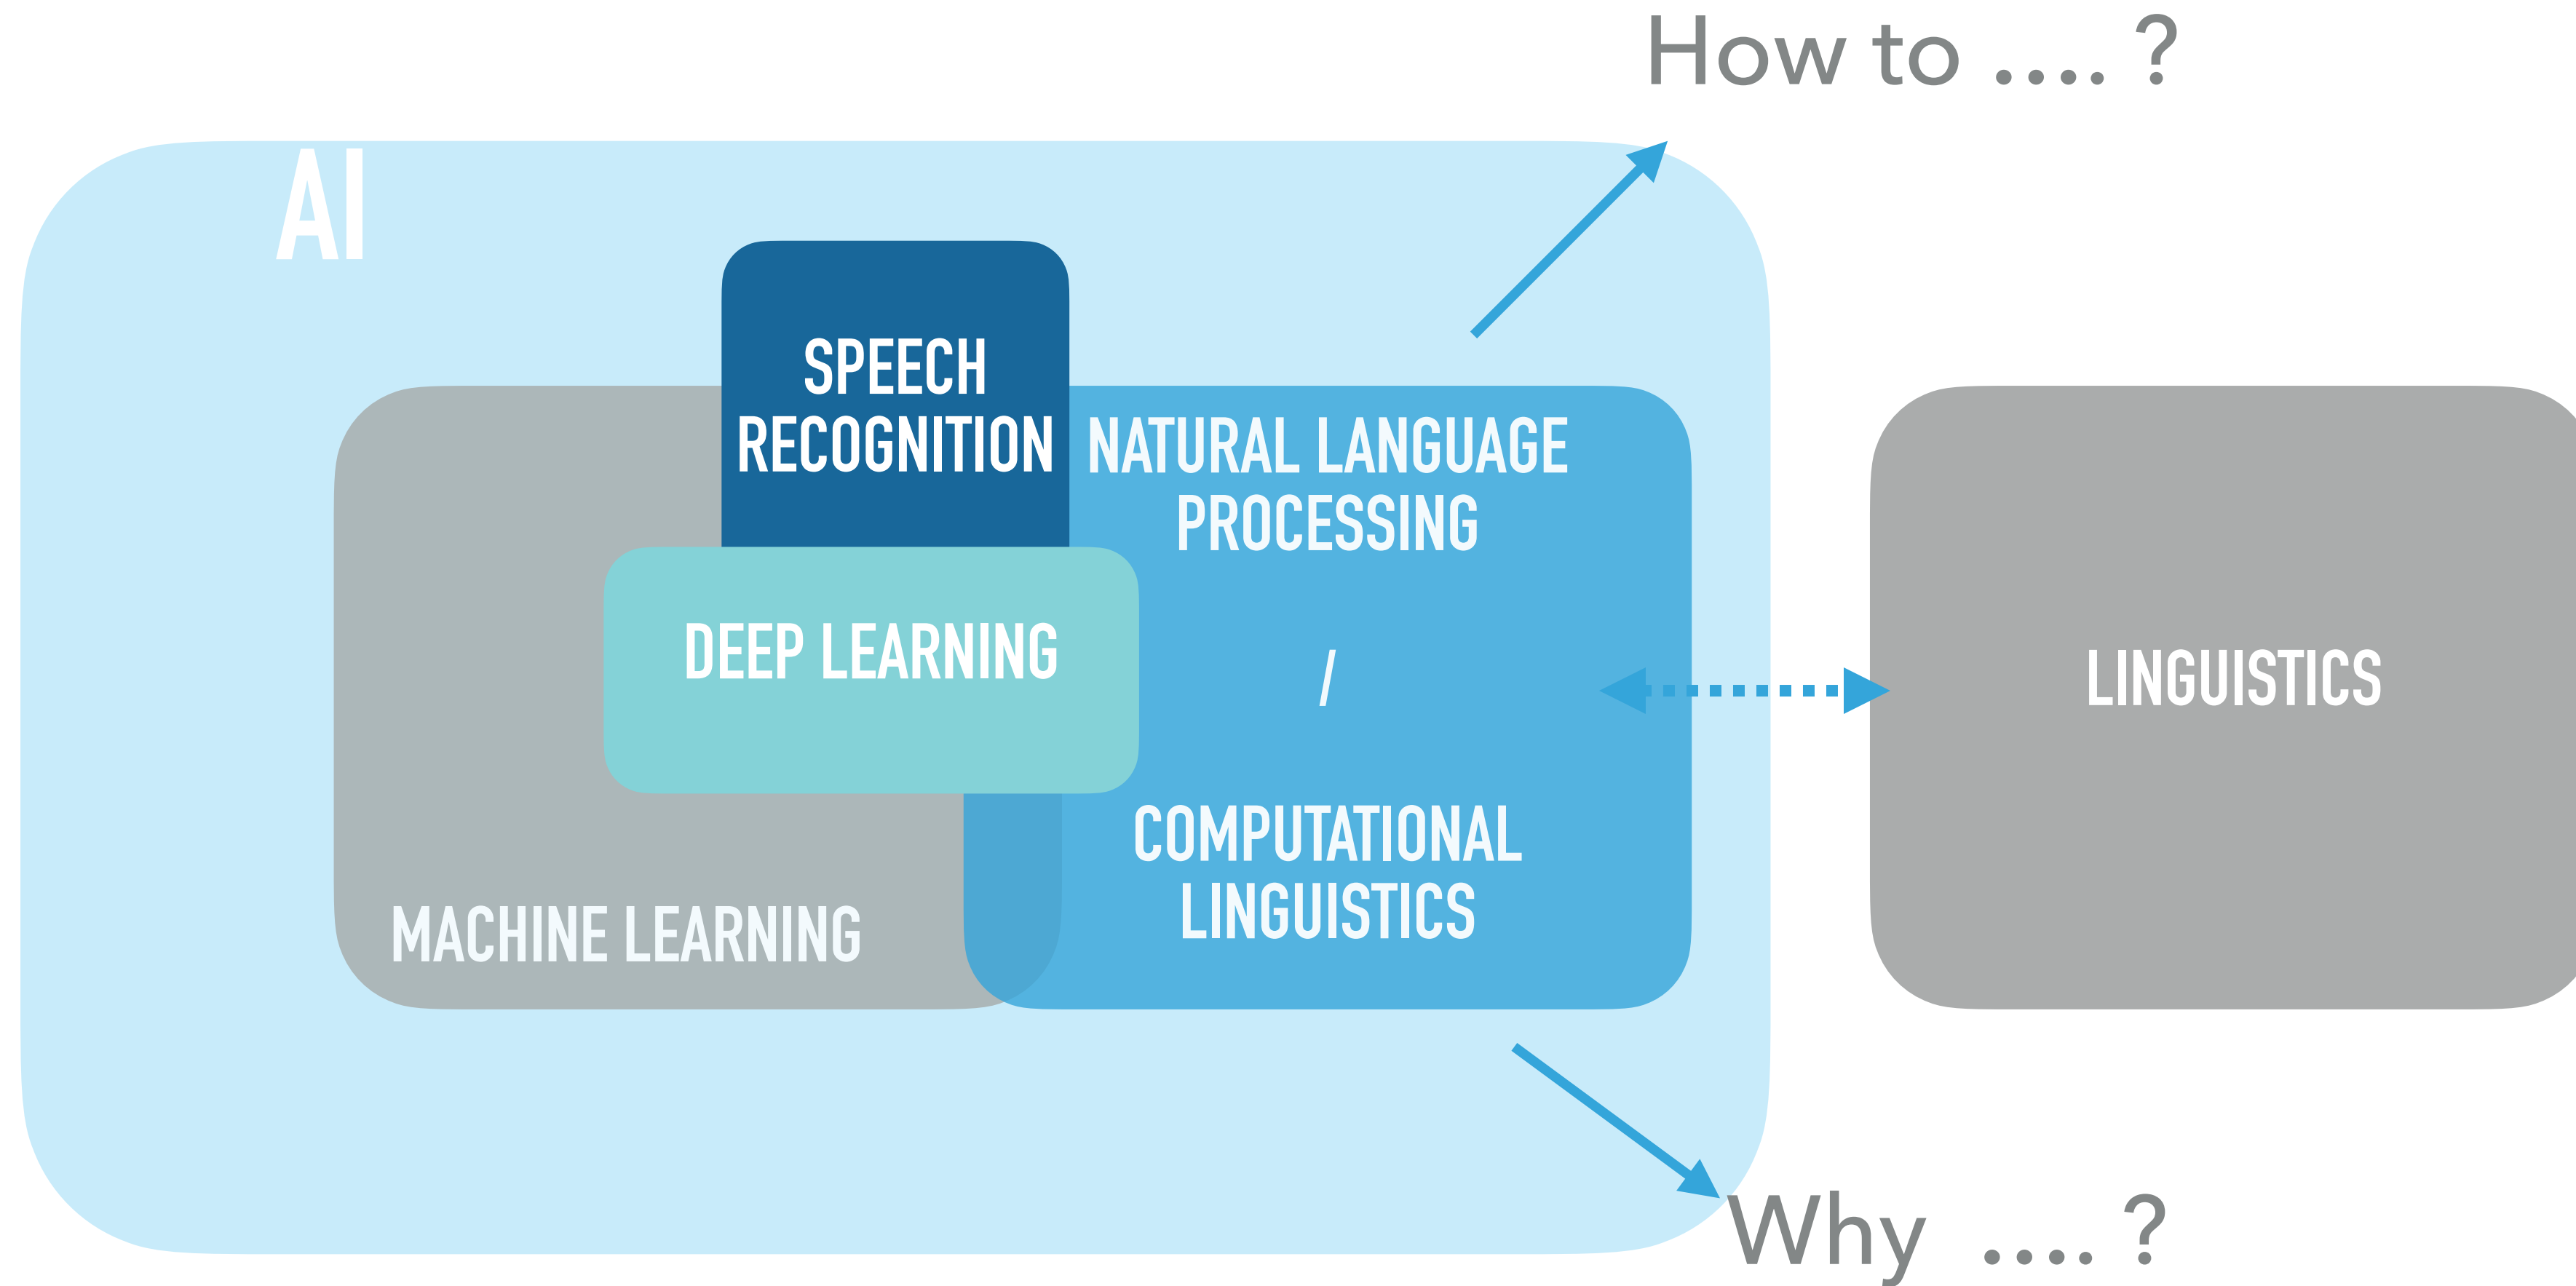 How to .... ?
AI
SPEECH
RECOGNITION
NATURAL LANGUAGE
PROCESSING
DEEP LEARNING
/
LINGUISTICS
COMPUTATIONAL
LINGUISTICS
MACHINE LEARNING
Why .... ?